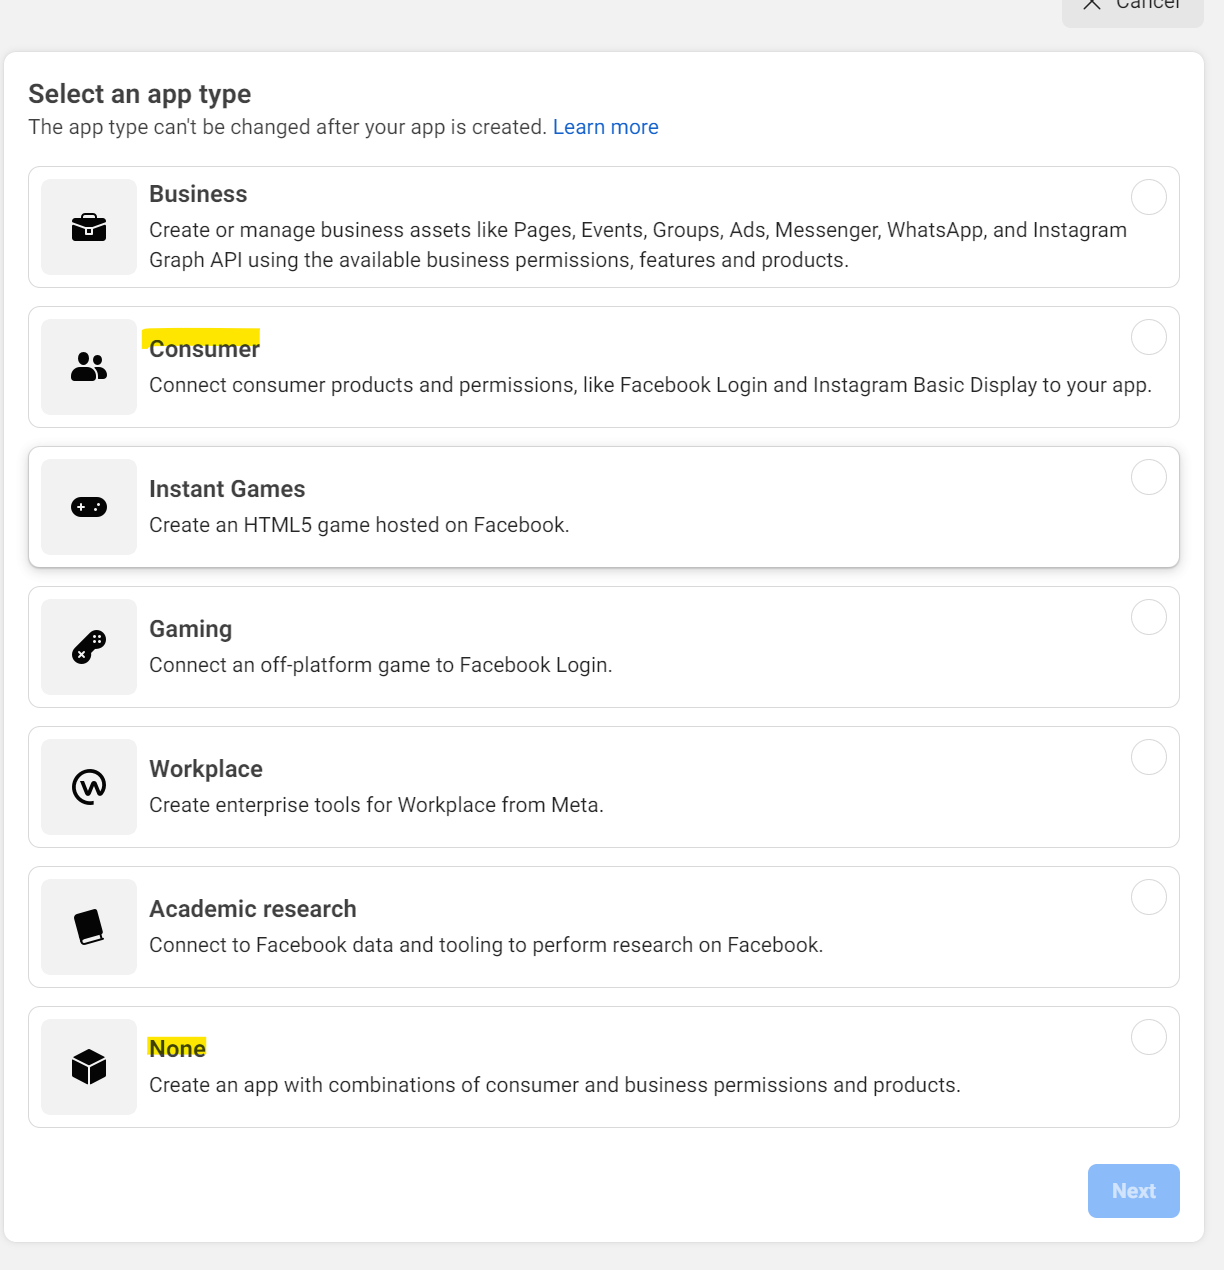 Cancel
Select an app type
The app type can't be changed after your app is created. Learn more
Business
Create or manage business assets like Pages, Events, Groups, Ads, Messenger, WhatsApp, and Instagram
Graph API using the available business permissions, features and products.
Consumer
Connect consumer products and permissions, like Facebook Login and Instagram Basic Display to your app.
Instant Games
Create an HTML5 game hosted on Facebook.
Gaming
Connect an off-platform game to Facebook Login.
Workplace
Create enterprise tools for Workplace from Meta.
Academic research
Connect to Facebook data and tooling to perform research on Facebook.
None
Create an app with combinations of consumer and business permissions and products.
Next